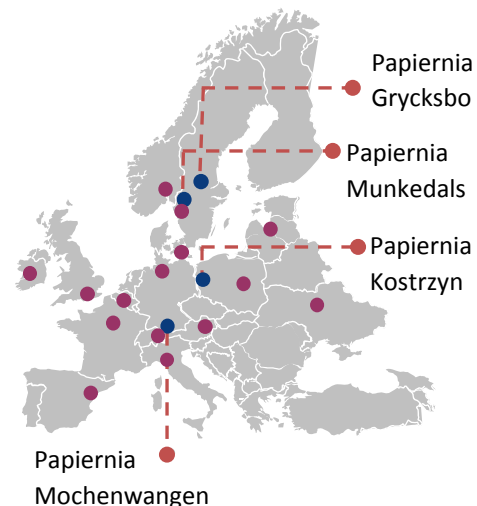 Papiernia
Grycksbo
Papiernia
Munkedals
Papiernia
Kostrzyn
Papiernia
Mochenwangen